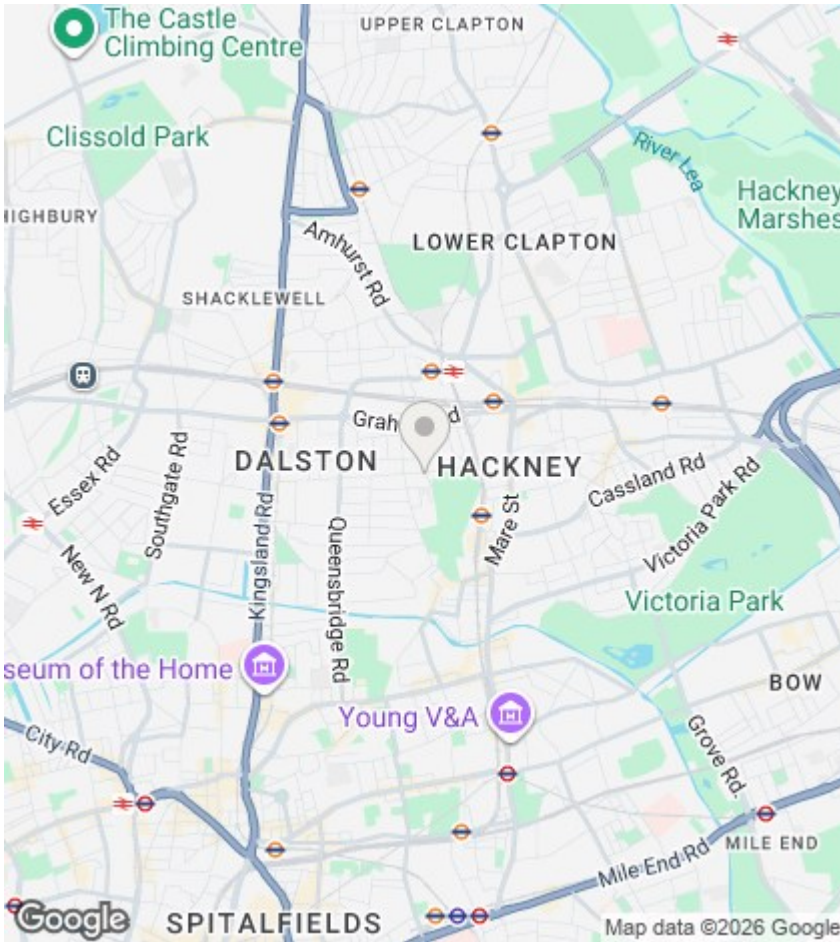 The Castle
Climbing Centre
UPPER CLAPTON
Clissold Park
River Lea
HIGHBURY
Hackney
Marshes
Amhurst Rd
LOWER CLAPTON
SHACKLEWELL
Essex Rd
Southgate Rd
DALSTON
HACKNEY
Cassland Rd
Victoria Park Rd
New N Rd
Kingsland Rd
Queensbridge Rd
Mare St
Victoria Park
seum of the Home
Young V&A
BOW
City Rd
Grove Rd.
MILE END
Mile End Rd
SPITALFIELDS
Google
Map data ©2026 Google